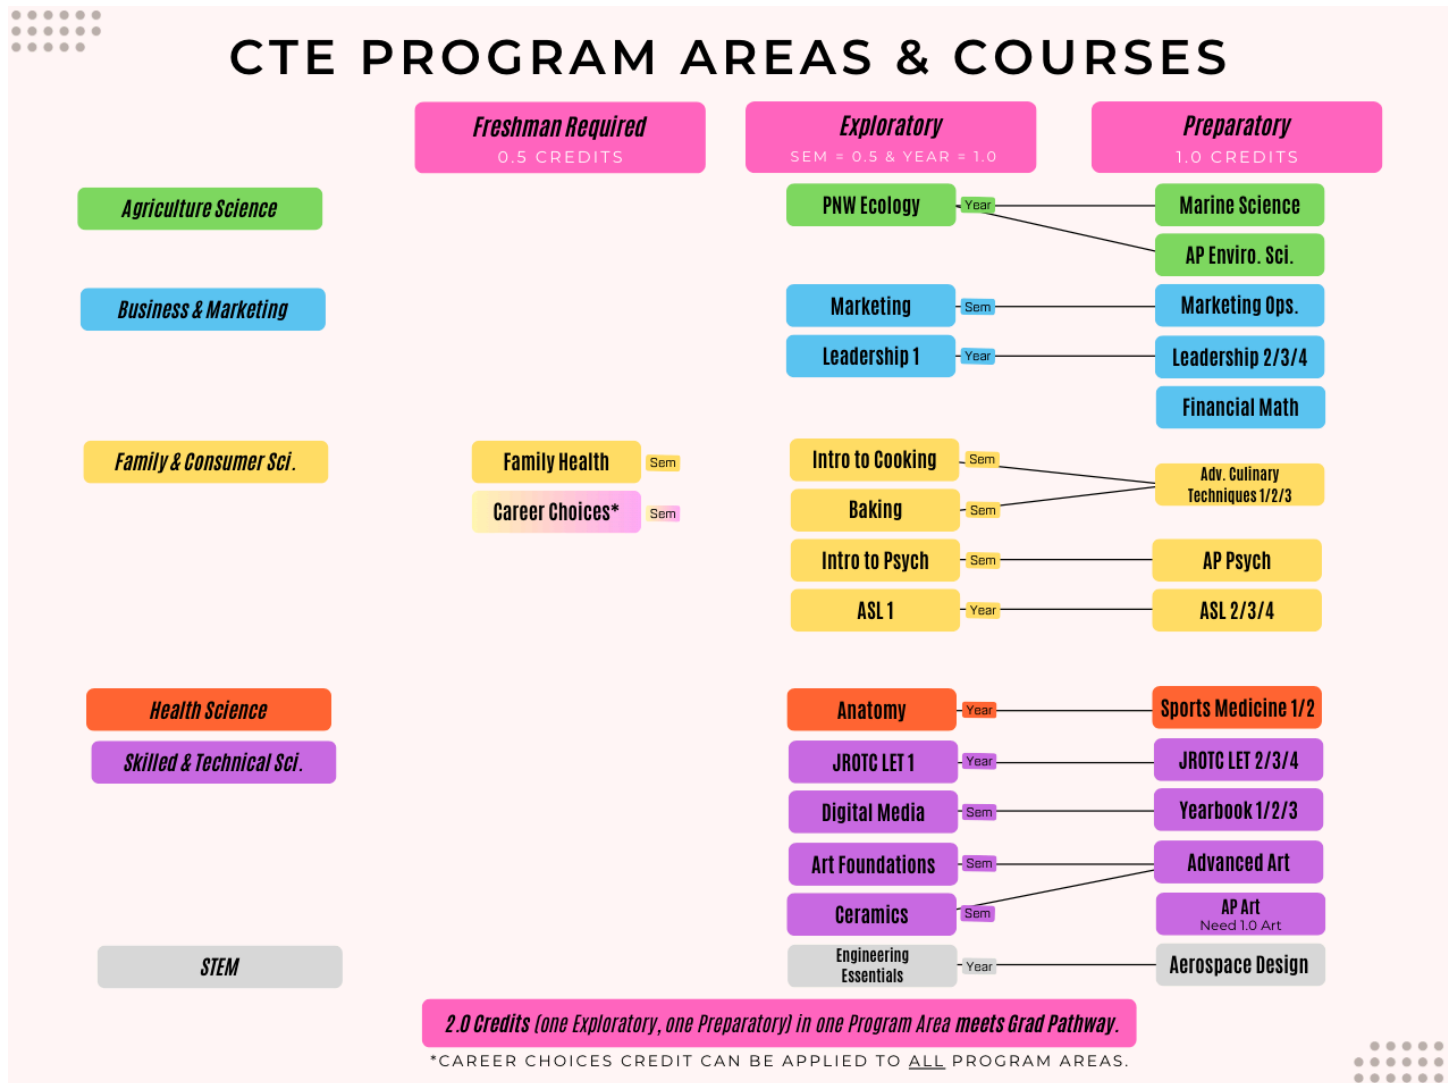 CTE PROGRAM AREAS & COURSES
Freshman Required
0.5 CREDITS
Exploratory
SEM = 0.5 & YEAR = 1.0
Preparatory
1.0 CREDITS
Agriculture Science
PNW Ecology
Year
Marine Science
AP Enviro. Sci.
Business & Marketing
Marketing
Sem
Marketing Ops.
Leadership 1
Year
Leadership 2/3/4
Financial Math
Family & Consumer Sci.
Family Health
Sem
Career Choices*
Sem
Intro to Cooking
Sem
Baking
Sem
Adv. Culinary
Techniques 1/2/3
Intro to Psych
Sem
AP Psych
ASL 1
Year
ASL 2/3/4
Health Science
Anatomy
Year
Sports Medicine 1/2
Skilled & Technical Sci.
JROTC LET 1
Year
JROTC LET 2/3/4
Digital Media
Sem
Yearbook 1/2/3
Art Foundations
Sem
Advanced Art
Ceramics
Sem
AP Art
Need 1.0 Art
STEM
Engineering
Essentials
Year
Aerospace Design
2.0 Credits (one Exploratory, one Preparatory) in one Program Area meets Grad Pathway.
*CAREER CHOICES CREDIT CAN BE APPLIED TO ALL PROGRAM AREAS.